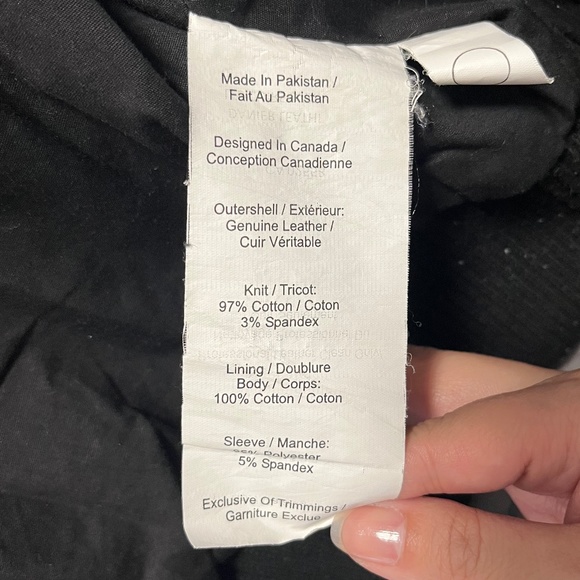 Made In Pakistan /
Fait Au Pakistan
Designed In Canada /
Conception Canadienne
Outershell / Extérieur:
Genuine Leather /
Cuir Véritable
Knit / Tricot:
97% Cotton / Coton
3% Spandex
Lining / Doublure
Body / Corps:
100% Cotton / Coton
Sleeve / Manche:
Polyester
5% Spandex
Exclusive Of Trimmings /
Garniture